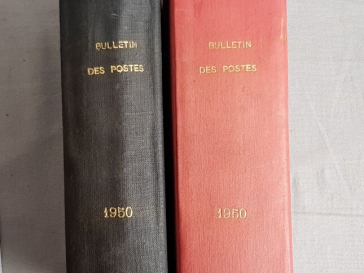 BULLETIN
DES POSTES
1950
BULLETIN
DES POSTES
1950